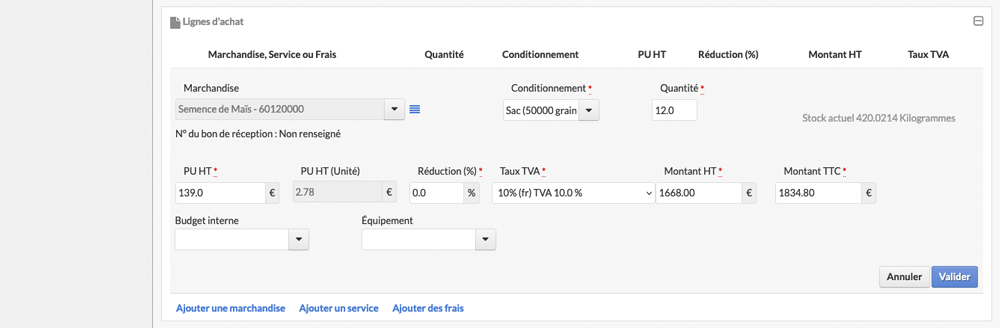 Lignes d'achat
Marchandise, Service ou Frais Quantité Conditionnement PU HT Réduction (%) Montant HT Taux TVA
Marchandise Conditionnement * Quantité *
Semence de Maïs - 60120000 Sac (50000 grain 12.0
Stock actuel 420.0214 Kilogrammes
N° du bon de réception : Non renseigné
PU HT * PU HT (Unité) Réduction (%) * Taux TVA * Montant HT * Montant TTC *
139.0 € 2.78 € 0.0 % 10% (fr) TVA 10.0 % 1668.00 € 1834.80 €
Budget interne Équipement
Annuler Valider
Ajouter une marchandise Ajouter un service Ajouter des frais